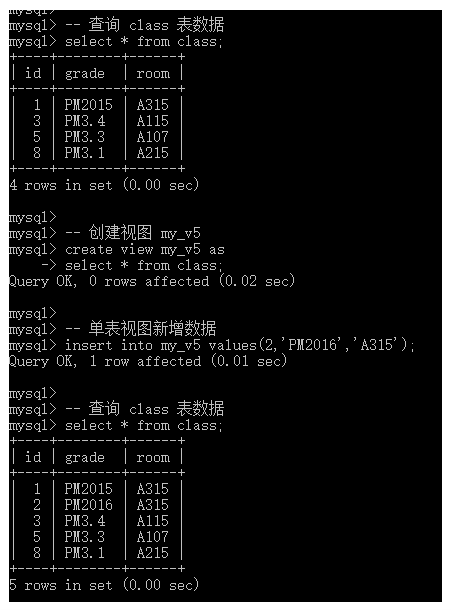 mysql>
mysql> -- 查询 class 表数据
mysql> select * from class;
+----+--------+------+
| id | grade  | room |
+----+--------+------+
|  1 | PM2015 | A315 |
|  3 | PM3.4  | A115 |
|  5 | PM3.3  | A107 |
|  8 | PM3.1  | A215 |
+----+--------+------+
4 rows in set (0.00 sec)
mysql>
mysql> -- 创建视图 my_v5
mysql> create view my_v5 as
    -> select * from class;
Query OK, 0 rows affected (0.02 sec)
mysql>
mysql> -- 单表视图新增数据
mysql> insert into my_v5 values(2,'PM2016','A315');
Query OK, 1 row affected (0.01 sec)
mysql>
mysql> -- 查询 class 表数据
mysql> select * from class;
+----+--------+------+
| id | grade  | room |
+----+--------+------+
|  1 | PM2015 | A315 |
|  2 | PM2016 | A315 |
|  3 | PM3.4  | A115 |
|  5 | PM3.3  | A107 |
|  8 | PM3.1  | A215 |
+----+--------+------+
5 rows in set (0.00 sec)